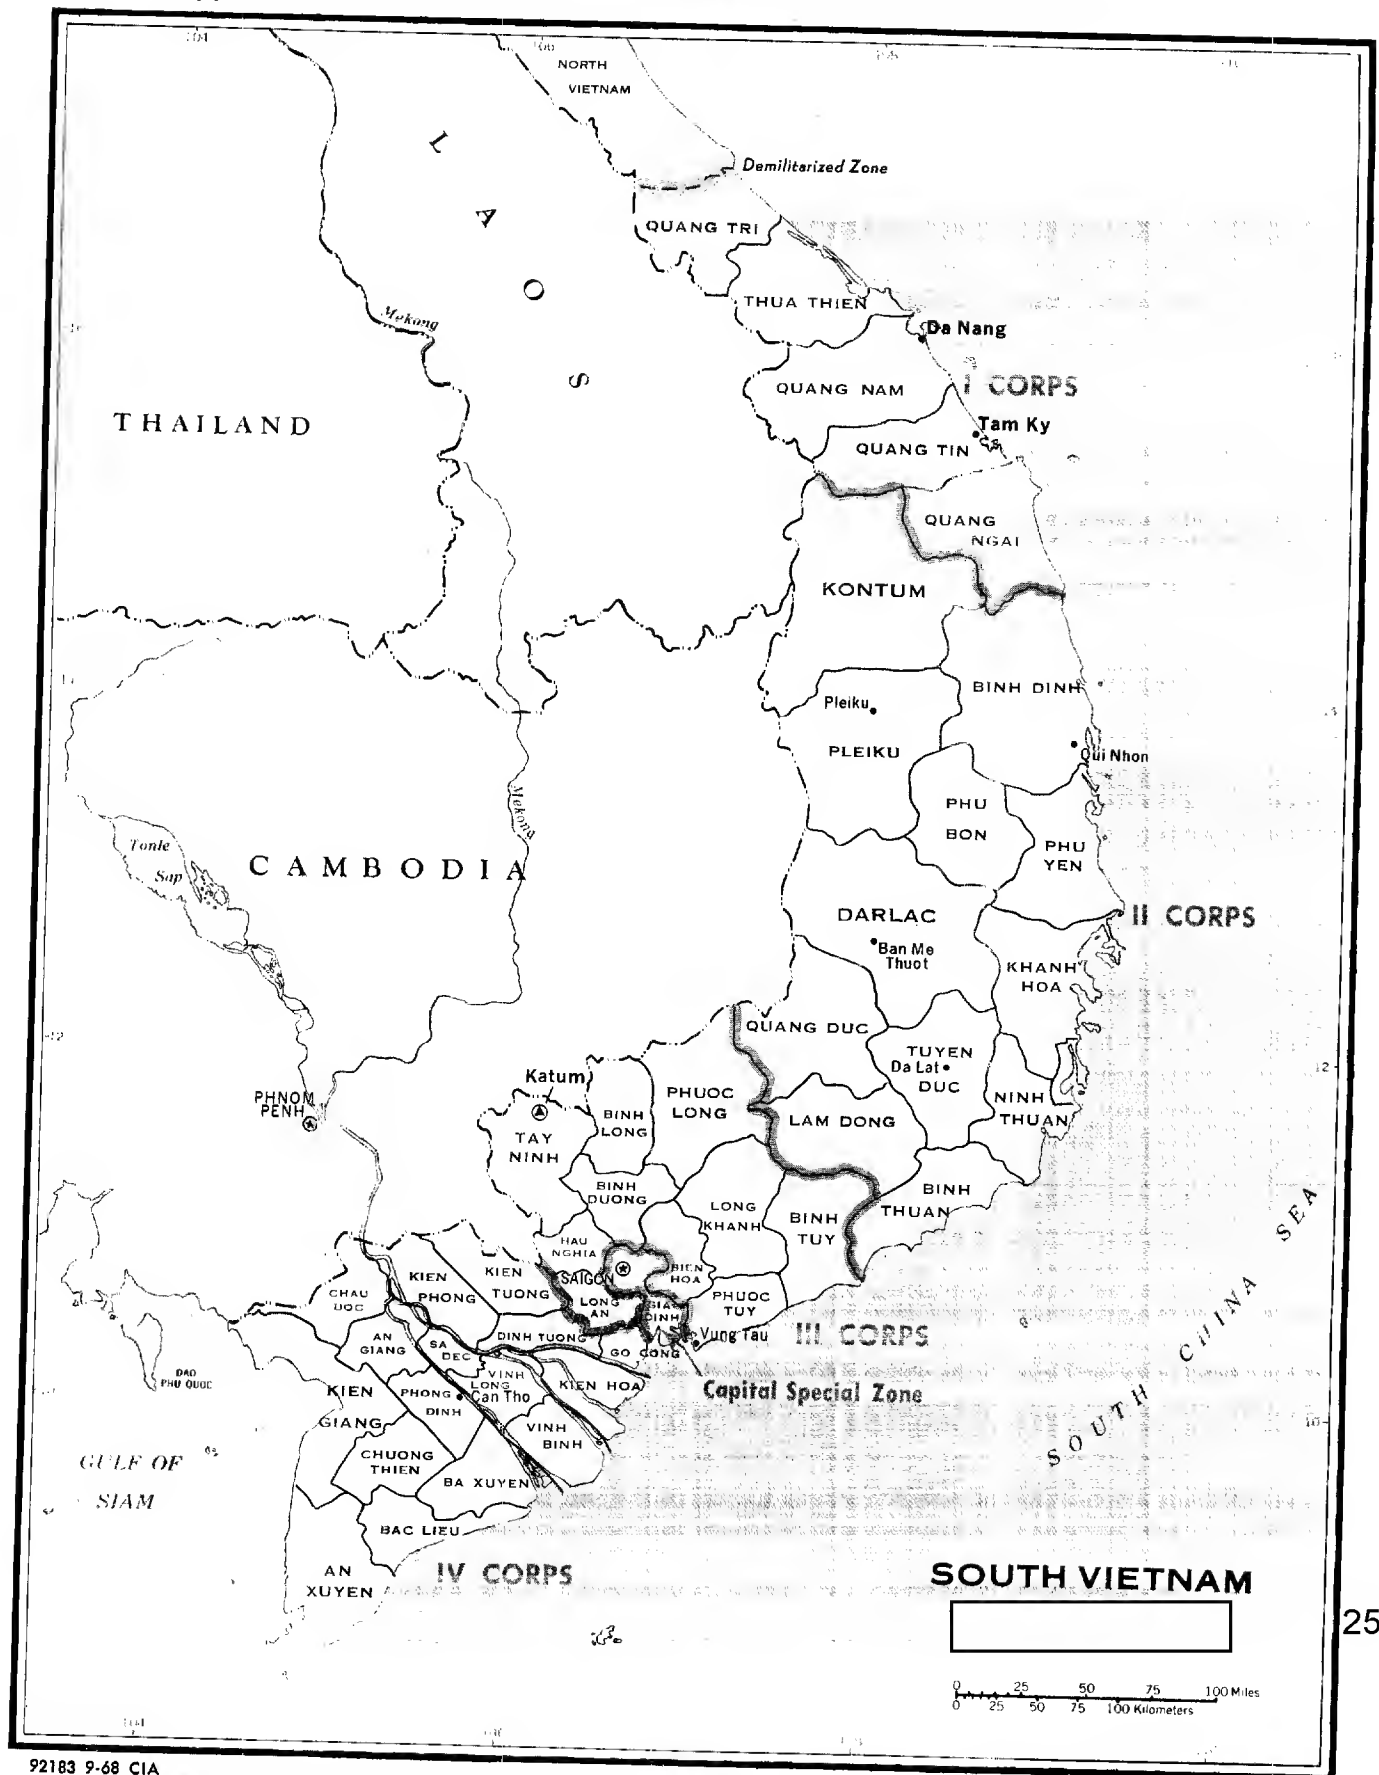 104
106
NORTH
VIETNAM
LAOS
Demilitarized Zone
QUANG TRI
THUA THIEN
Mekong
Da Nang
QUANG NAM
I CORPS
THAILAND
Tam Ky
QUANG TIN
QUANG
NGAI
KONTUM
BINH DINH
Pleiku
PLEIKU
Qui Nhon
Mekong
PHU
BON
PHU
YEN
Tonle
Sap
CAMBODIA
DARLAC
II CORPS
Ban Me
Thuot
KHANH
HOA
QUANG DUC
12
TUYEN
Da Lat
DUC
12
Katum
PHNOM
PENH
PHUOC
LONG
BINH
LONG
NINH
THUAN
LAM DONG
TAY
NINH
BINH
DUONG
BINH
THUAN
LONG
KHANH
BINH
TUY
HAU
NGHIA
SAIGON
BIEN
HOA
KIEN
PHONG
KIEN
TUONG
CHAU
DOC
LONG
AN
GIA
DINH
PHUOC
TUY
SOUTH CHINA SEA
AN
GIANG
SA
DEC
DINH TUONG
GO CONG
Vung Tau
III CORPS
DAO
PHU QUOC
VINH
LONG
KIEN HOA
Capital Special Zone
KIEN
GIANG
PHONG
DINH
Can Tho
VINH
BINH
10
GULF OF
SIAM
CHUONG
THIEN
BA XUYEN
BAC LIEU
AN
XUYEN
IV CORPS
SOUTH VIETNAM
25
0 25 50 75 100 Miles
0 25 50 75 100 Kilometers
104
92183 9-68 CIA